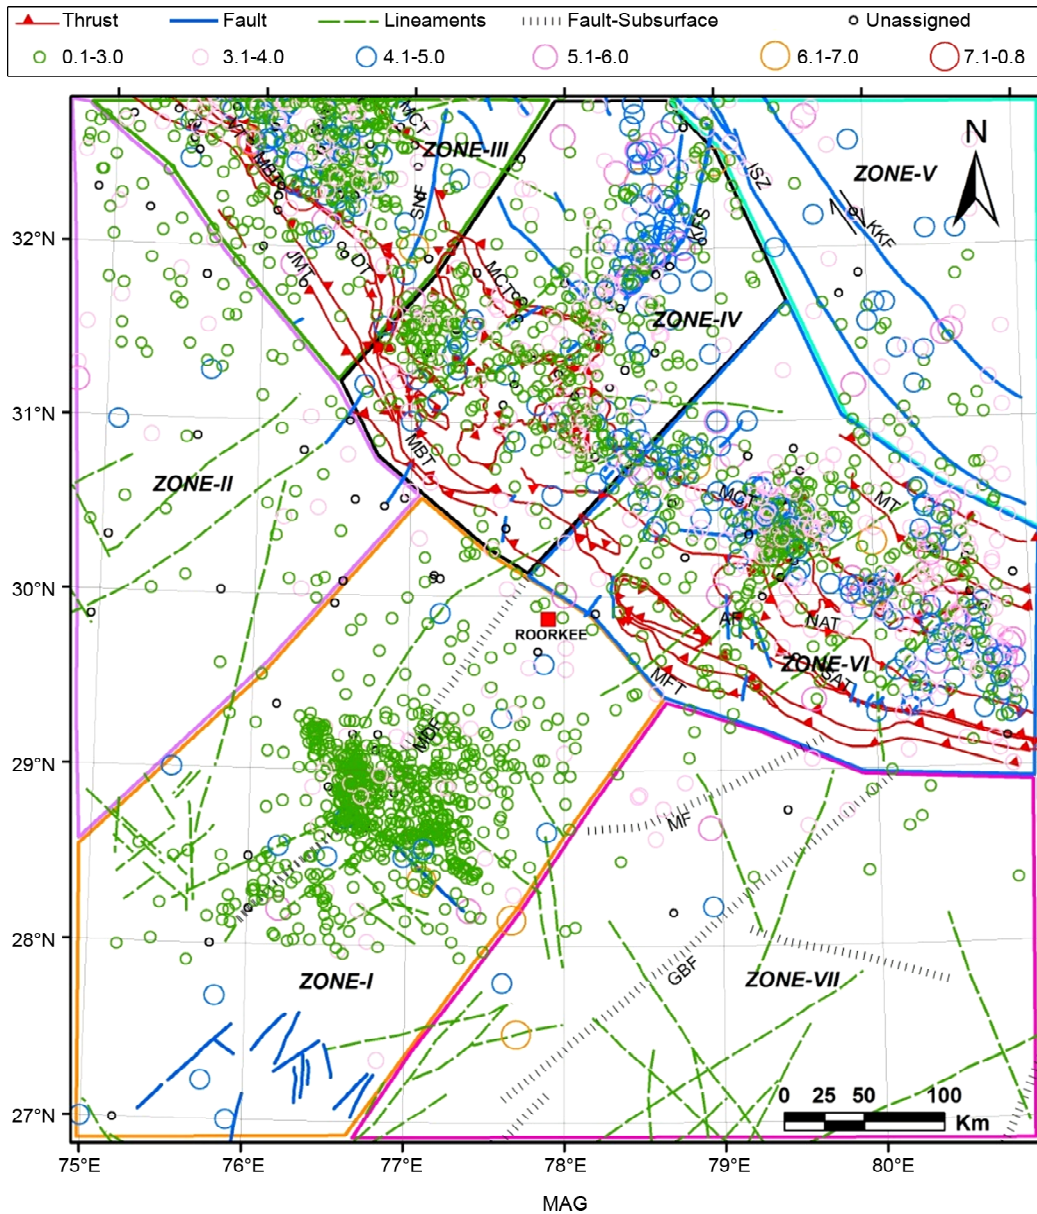 Thrust Fault Lineaments Fault-Subsurface Unassigned
0.1-3.0 3.1-4.0 4.1-5.0 5.1-6.0 6.1-7.0 7.1-0.8
N
MCT
ZONE-III
MBT
SNF
ISZ
ZONE-V
KKF
32°N
JMT
DT
MCT
ZONE-IV
31°N
MBT
ZONE-II
MCT
MT
30°N
ROORKEE
AF
NAT
ZONE-VI
SAT
MFT
MDF
29°N
MF
28°N
ZONE-I
GBF
ZONE-VII
0 25 50 100
Km
27°N
75°E 76°E 77°E 78°E 79°E 80°E
MAG